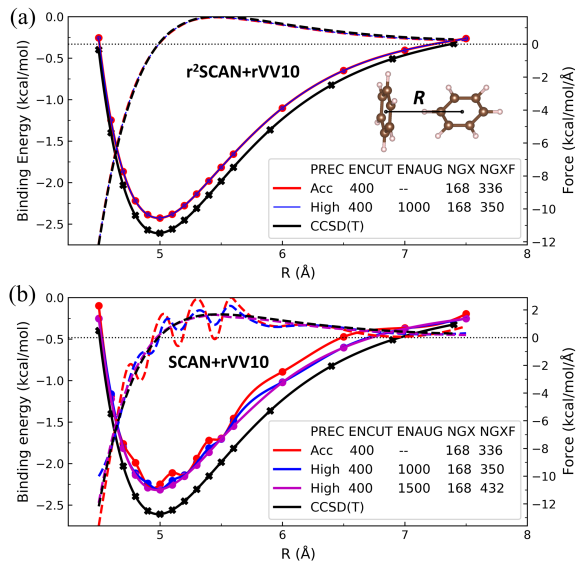 (a)
0.0
−0.5
−1.0
−1.5
−2.0
−2.5
Binding Energy (kcal/mol)
r²SCAN+rVV10
R
PREC ENCUT ENAUG NGX NGXF
Acc 400 -- 168 336
High 400 1000 168 350
CCSD(T)
2
0
−2
−4
−6
−8
−10
−12
Force (kcal/mol/Å)
5 6 7 8
R (Å)
(b)
0.0
−0.5
−1.0
−1.5
−2.0
−2.5
Binding energy (kcal/mol)
SCAN+rVV10
PREC ENCUT ENAUG NGX NGXF
Acc 400 -- 168 336
High 400 1000 168 350
High 400 1500 168 432
CCSD(T)
2
0
−2
−4
−6
−8
−10
−12
Force (kcal/mol/Å)
5 6 7 8
R (Å)